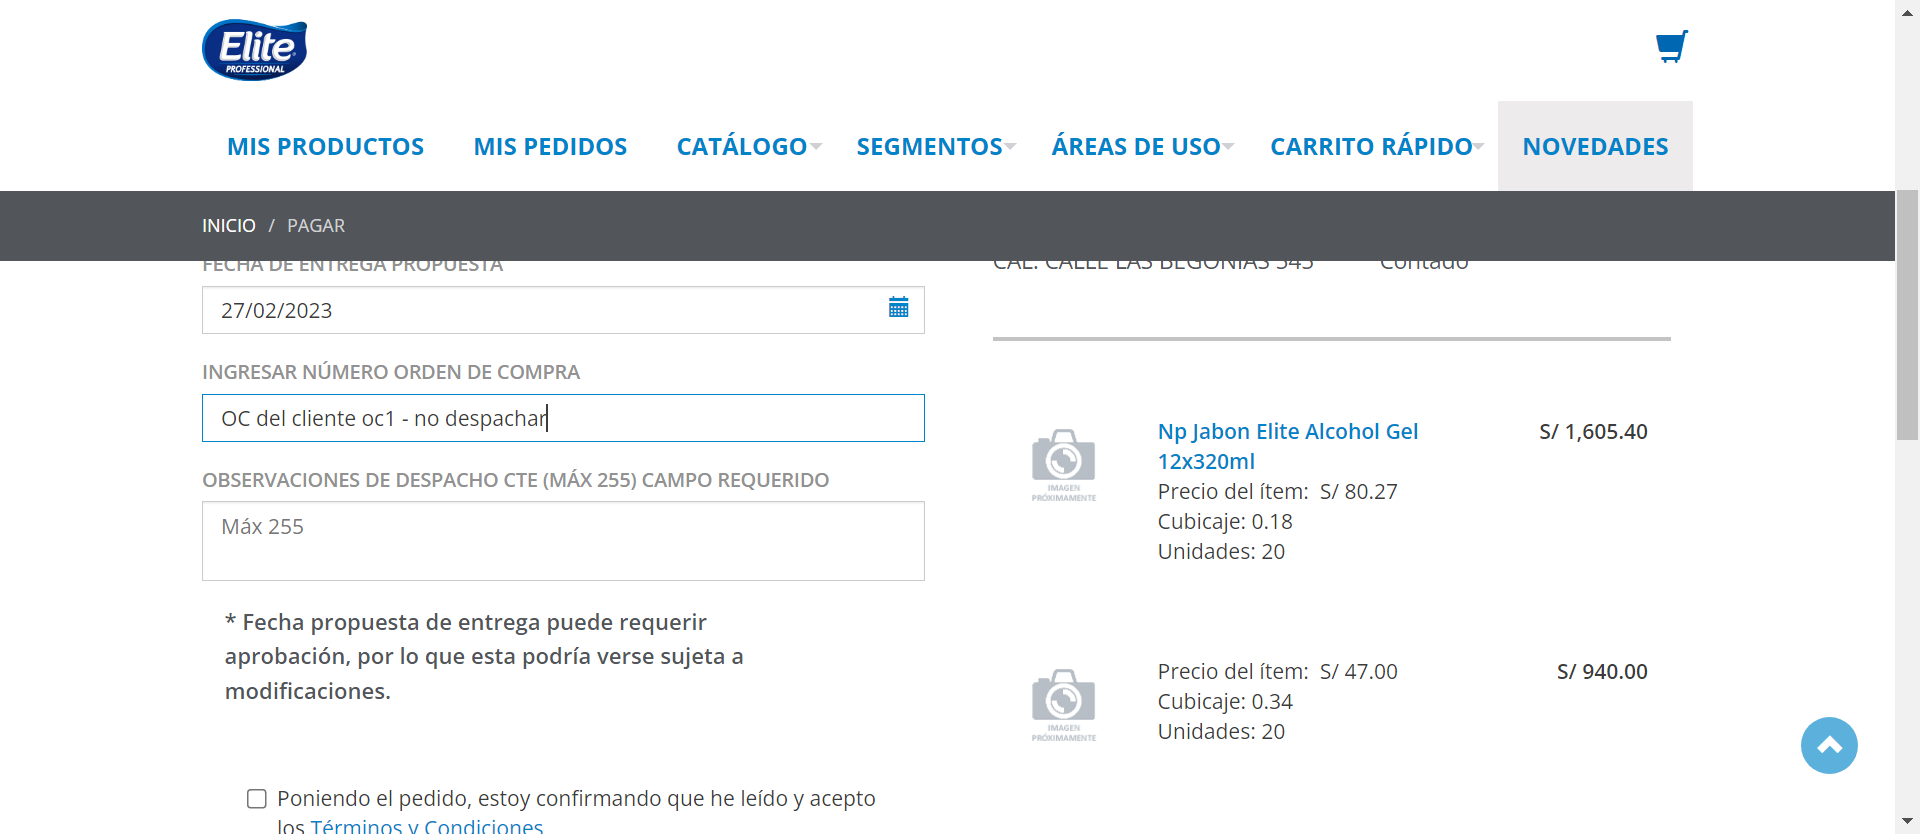 Elite
PROFESSIONAL
MIS PRODUCTOS
MIS PEDIDOS
CATÁLOGO
SEGMENTOS
ÁREAS DE USO
CARRITO RÁPIDO
NOVEDADES
INICIO / PAGAR
FECHA DE ENTREGA PROPUESTA
27/02/2023
INGRESAR NÚMERO ORDEN DE COMPRA
OC del cliente oc1 - no despachar
OBSERVACIONES DE DESPACHO CTE (MÁX 255) CAMPO REQUERIDO
Máx 255
* Fecha propuesta de entrega puede requerir
aprobación, por lo que esta podría verse sujeta a
modificaciones.
Poniendo el pedido, estoy confirmando que he leído y acepto
los Términos y Condiciones
CAL. CALLE LAS BEGONIAS 545
Contado
IMAGEN
PRÓXIMAMENTE
Np Jabon Elite Alcohol Gel
12x320ml
Precio del ítem: S/ 80.27
Cubicaje: 0.18
Unidades: 20
S/ 1,605.40
IMAGEN
PRÓXIMAMENTE
Precio del ítem: S/ 47.00
Cubicaje: 0.34
Unidades: 20
S/ 940.00